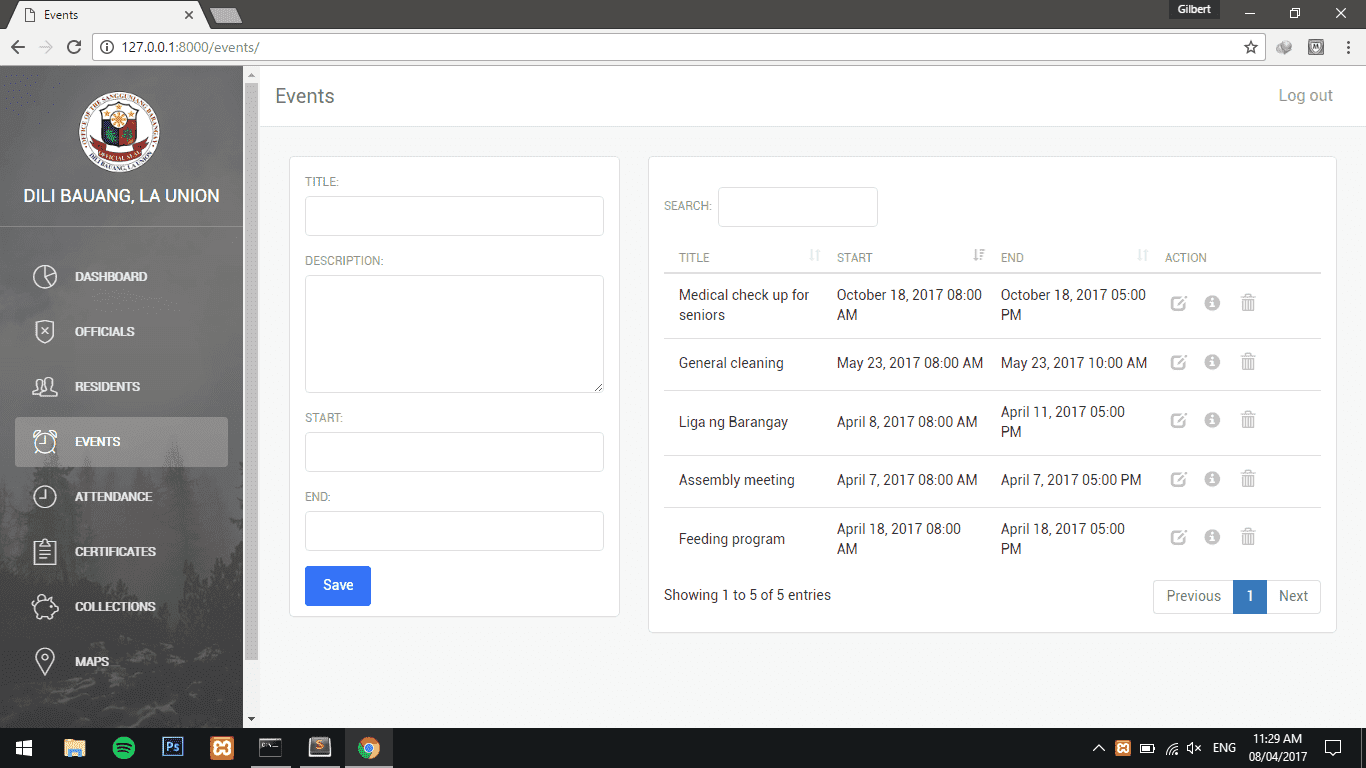 Events
Gilbert
127.0.0.1:8000/events/
OFFICE OF THE SANGGUNIANG BARANGAY
OFFICIAL SEAL
DILI BAUANG, LA UNION
DILI BAUANG, LA UNION
DASHBOARD
OFFICIALS
RESIDENTS
EVENTS
ATTENDANCE
CERTIFICATES
COLLECTIONS
MAPS
Events
Log out
TITLE:
DESCRIPTION:
START:
END:
Save
SEARCH:
TITLE START END ACTION
Medical check up for
seniors
October 18, 2017 08:00
AM
October 18, 2017 05:00
PM
General cleaning
May 23, 2017 08:00 AM
May 23, 2017 10:00 AM
Liga ng Barangay
April 8, 2017 08:00 AM
April 11, 2017 05:00
PM
Assembly meeting
April 7, 2017 08:00 AM
April 7, 2017 05:00 PM
Feeding program
April 18, 2017 08:00
AM
April 18, 2017 05:00
PM
Showing 1 to 5 of 5 entries
Previous 1 Next
Ps
ENG
11:29 AM
08/04/2017